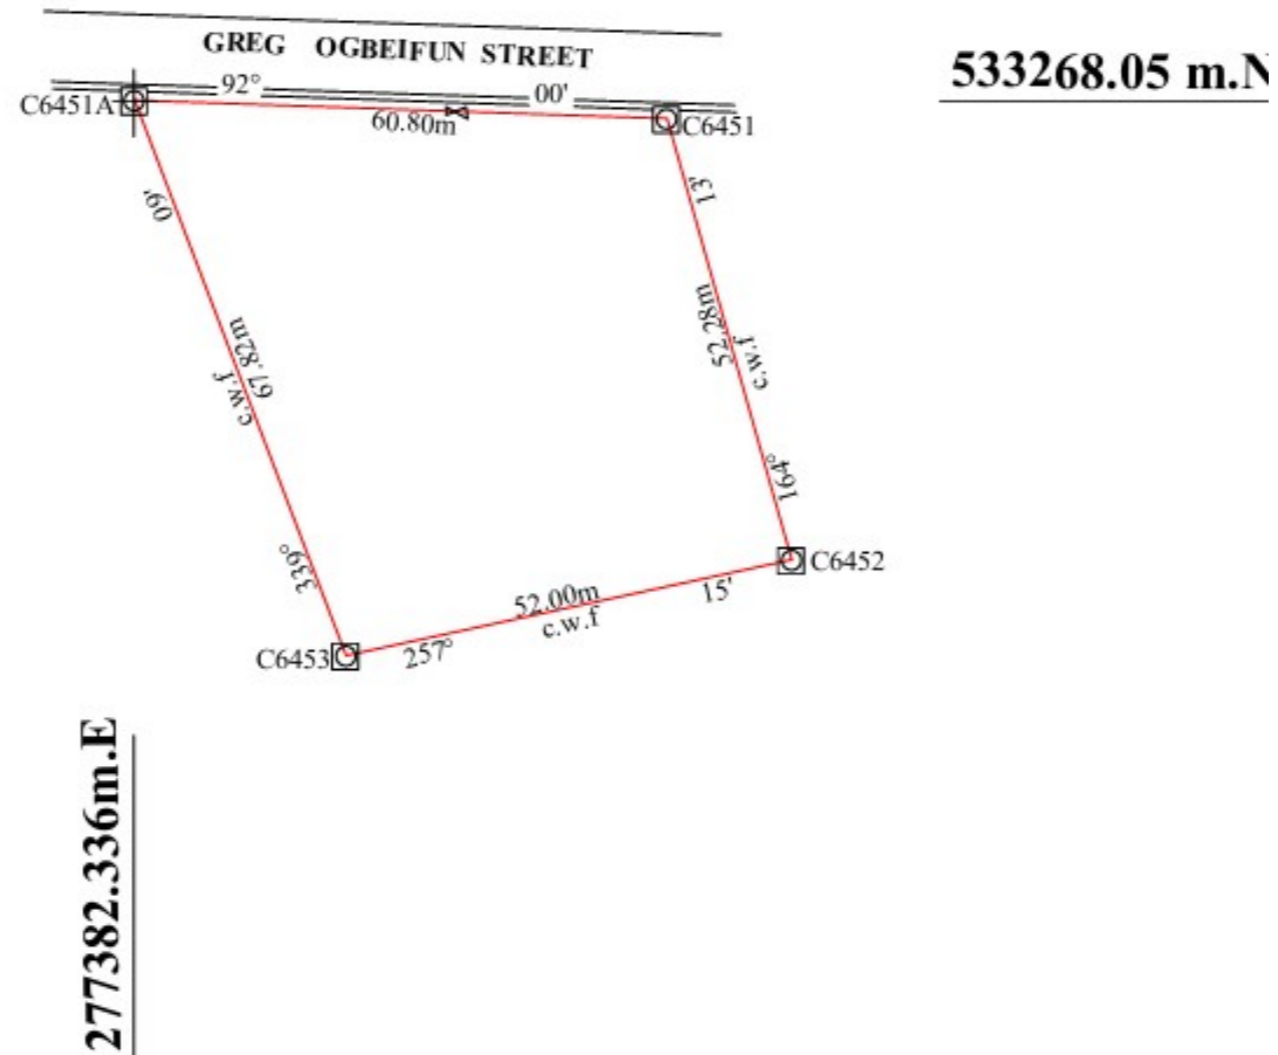 GREG OGBEIFUN STREET
533268.05 m.N
92°
00'
C6451A
60.80m
C6451
09'
13'
67.82m
c.w.f
52.28m
c.w.f
164°
339°
C6452
52.00m
c.w.f
15'
257°
C6453
277382.336m.E